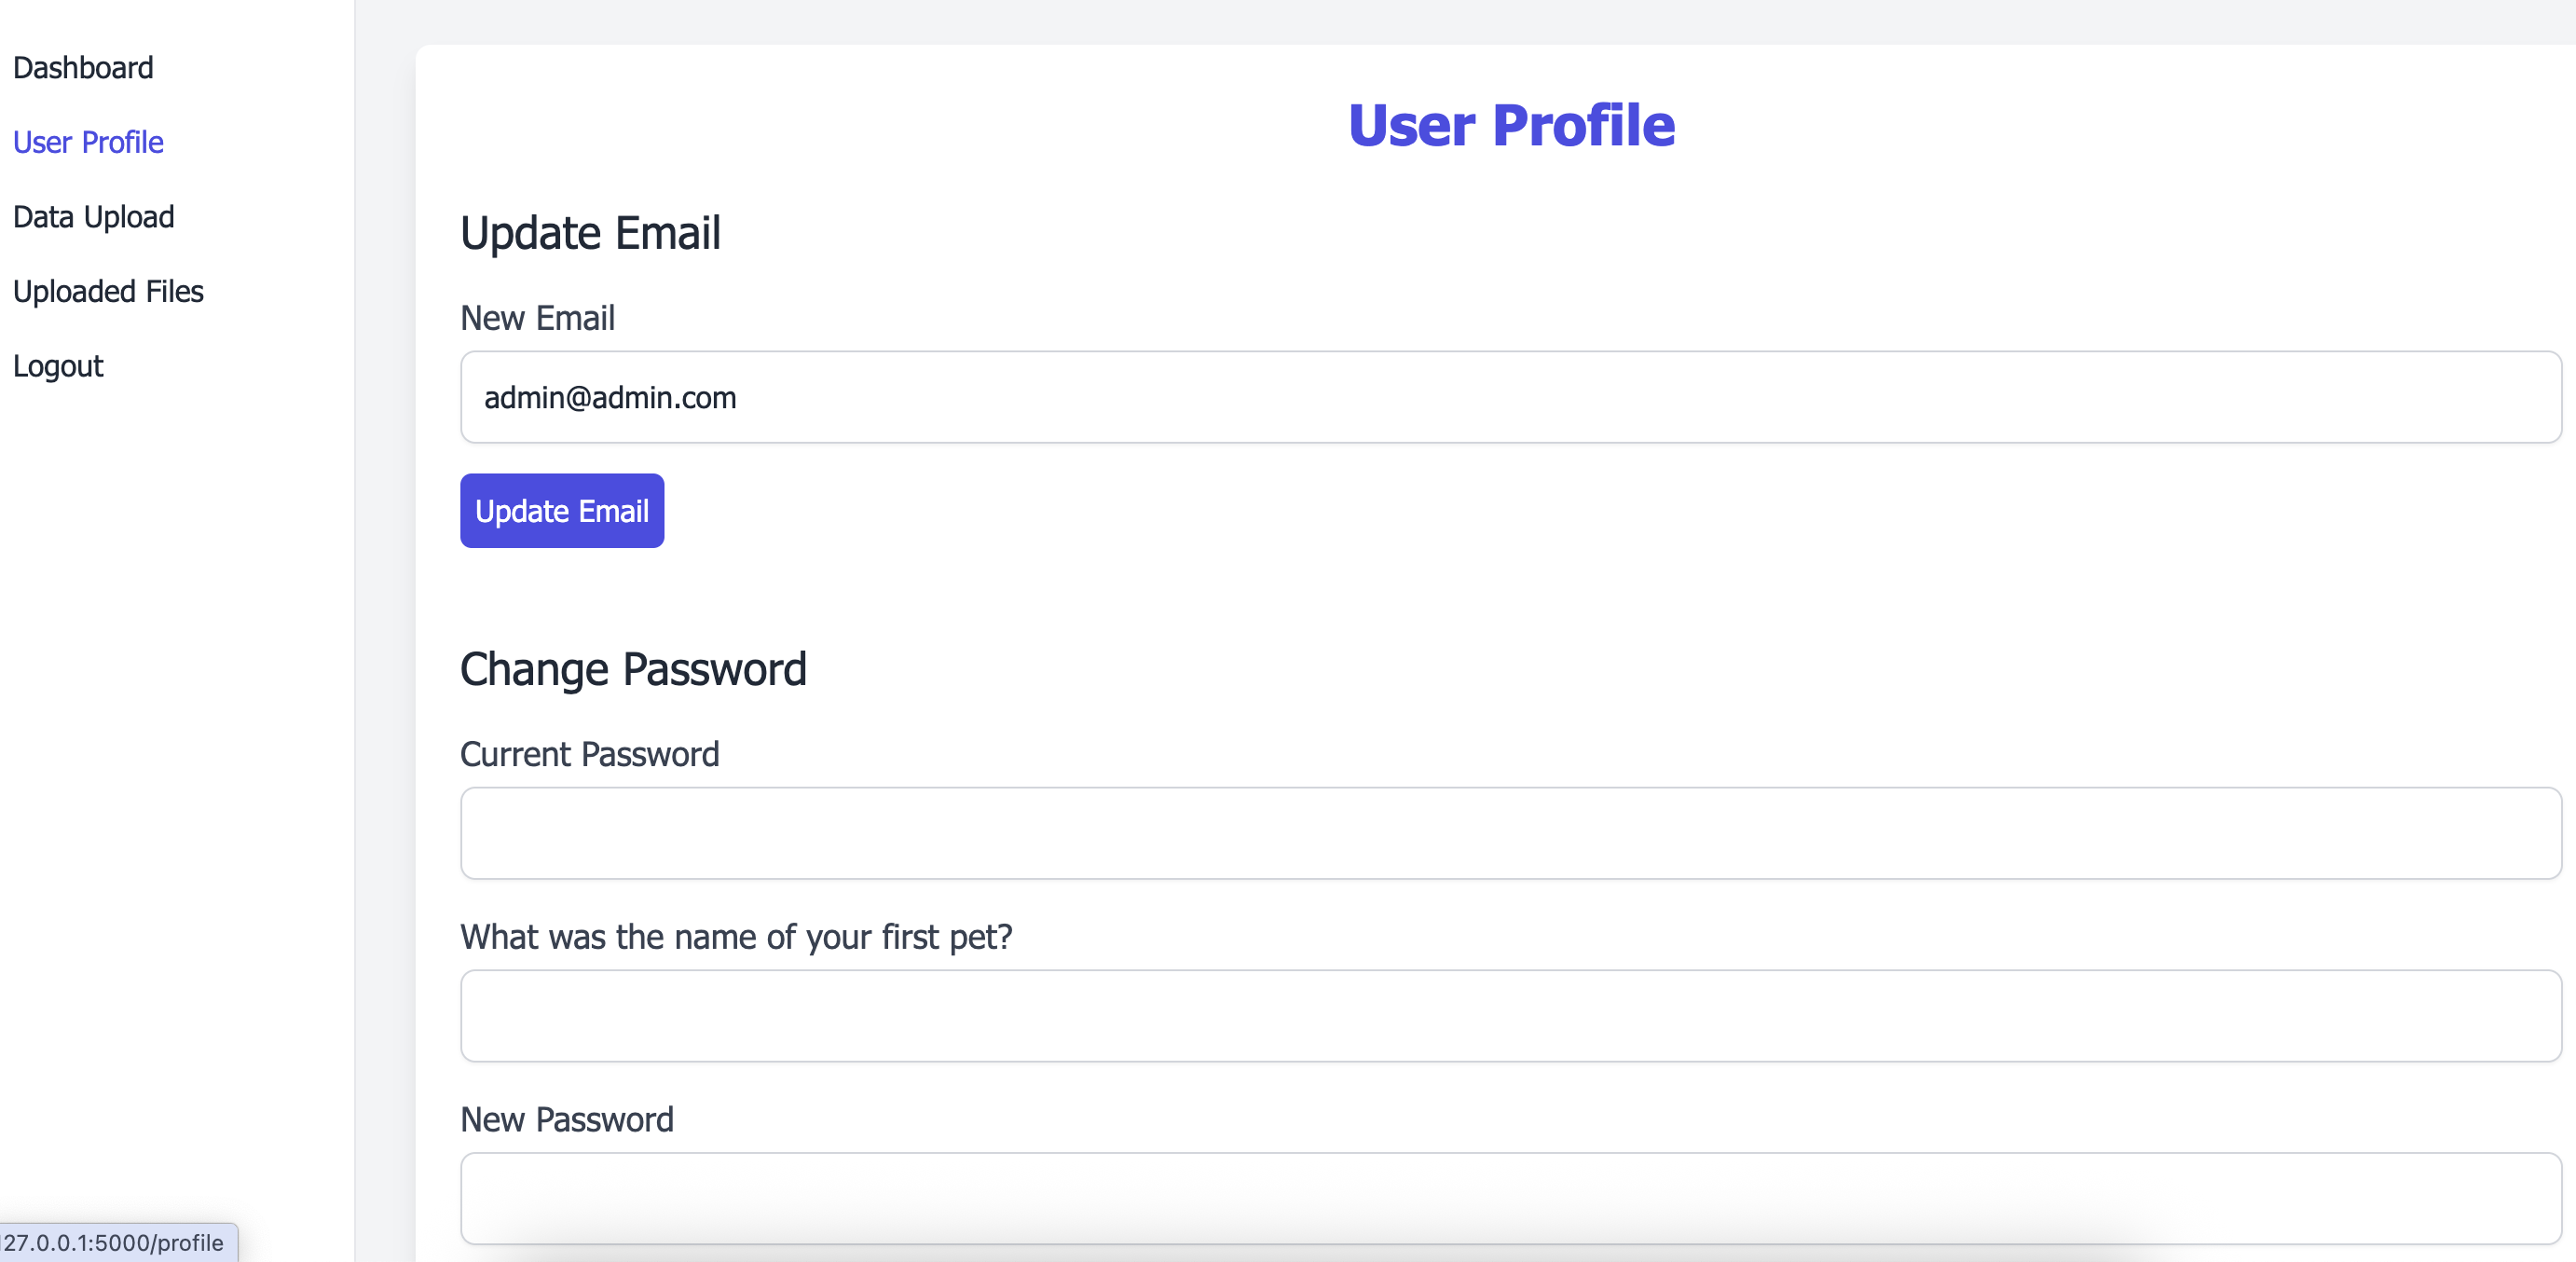 Dashboard
User Profile
Data Upload
Uploaded Files
Logout
User Profile
Update Email
New Email
admin@admin.com
Update Email
Change Password
Current Password
What was the name of your first pet?
New Password
127.0.0.1:5000/profile